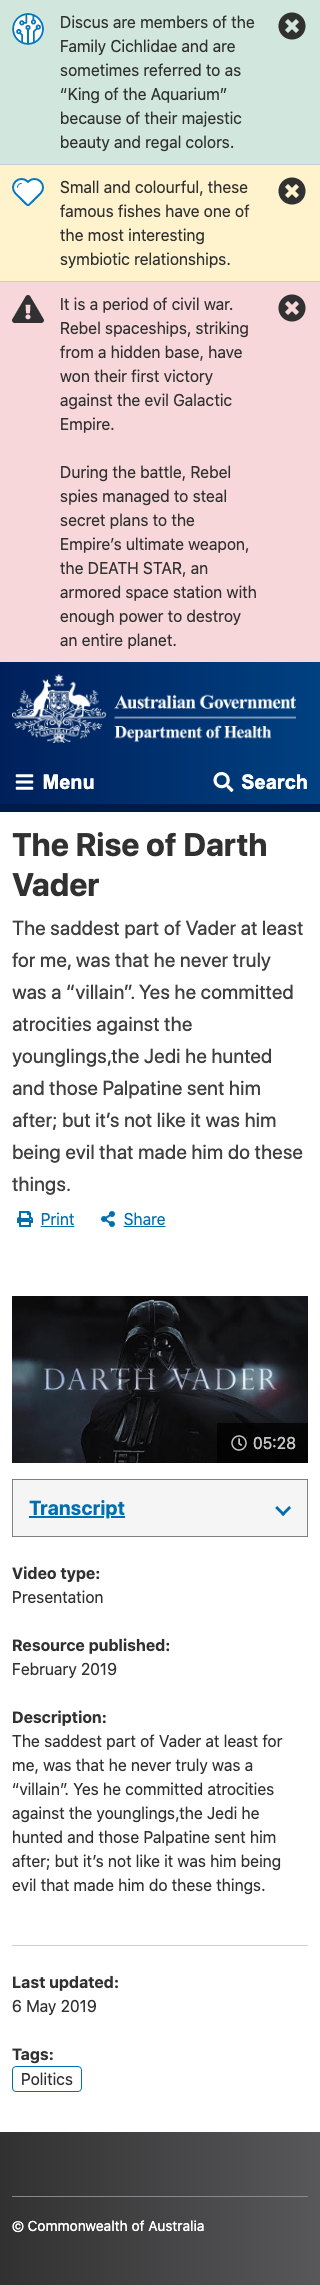 Discus are members of the
Family Cichlidae and are
sometimes referred to as
“King of the Aquarium”
because of their majestic
beauty and regal colors.
Small and colourful, these
famous fishes have one of
the most interesting
symbiotic relationships.
It is a period of civil war.
Rebel spaceships, striking
from a hidden base, have
won their first victory
against the evil Galactic
Empire.
During the battle, Rebel
spies managed to steal
secret plans to the
Empire’s ultimate weapon,
the DEATH STAR, an
armored space station with
enough power to destroy
an entire planet.
Australian Government
Department of Health
Menu Search
The Rise of Darth
Vader
The saddest part of Vader at least
for me, was that he never truly
was a “villain”. Yes he committed
atrocities against the
younglings,the Jedi he hunted
and those Palpatine sent him
after; but it’s not like it was him
being evil that made him do these
things.
Print Share
DARTH VADER
05:28
Transcript
Video type:
Presentation
Resource published:
February 2019
Description:
The saddest part of Vader at least for
me, was that he never truly was a
“villain”. Yes he committed atrocities
against the younglings,the Jedi he
hunted and those Palpatine sent him
after; but it’s not like it was him being
evil that made him do these things.
Last updated:
6 May 2019
Tags:
Politics
© Commonwealth of Australia